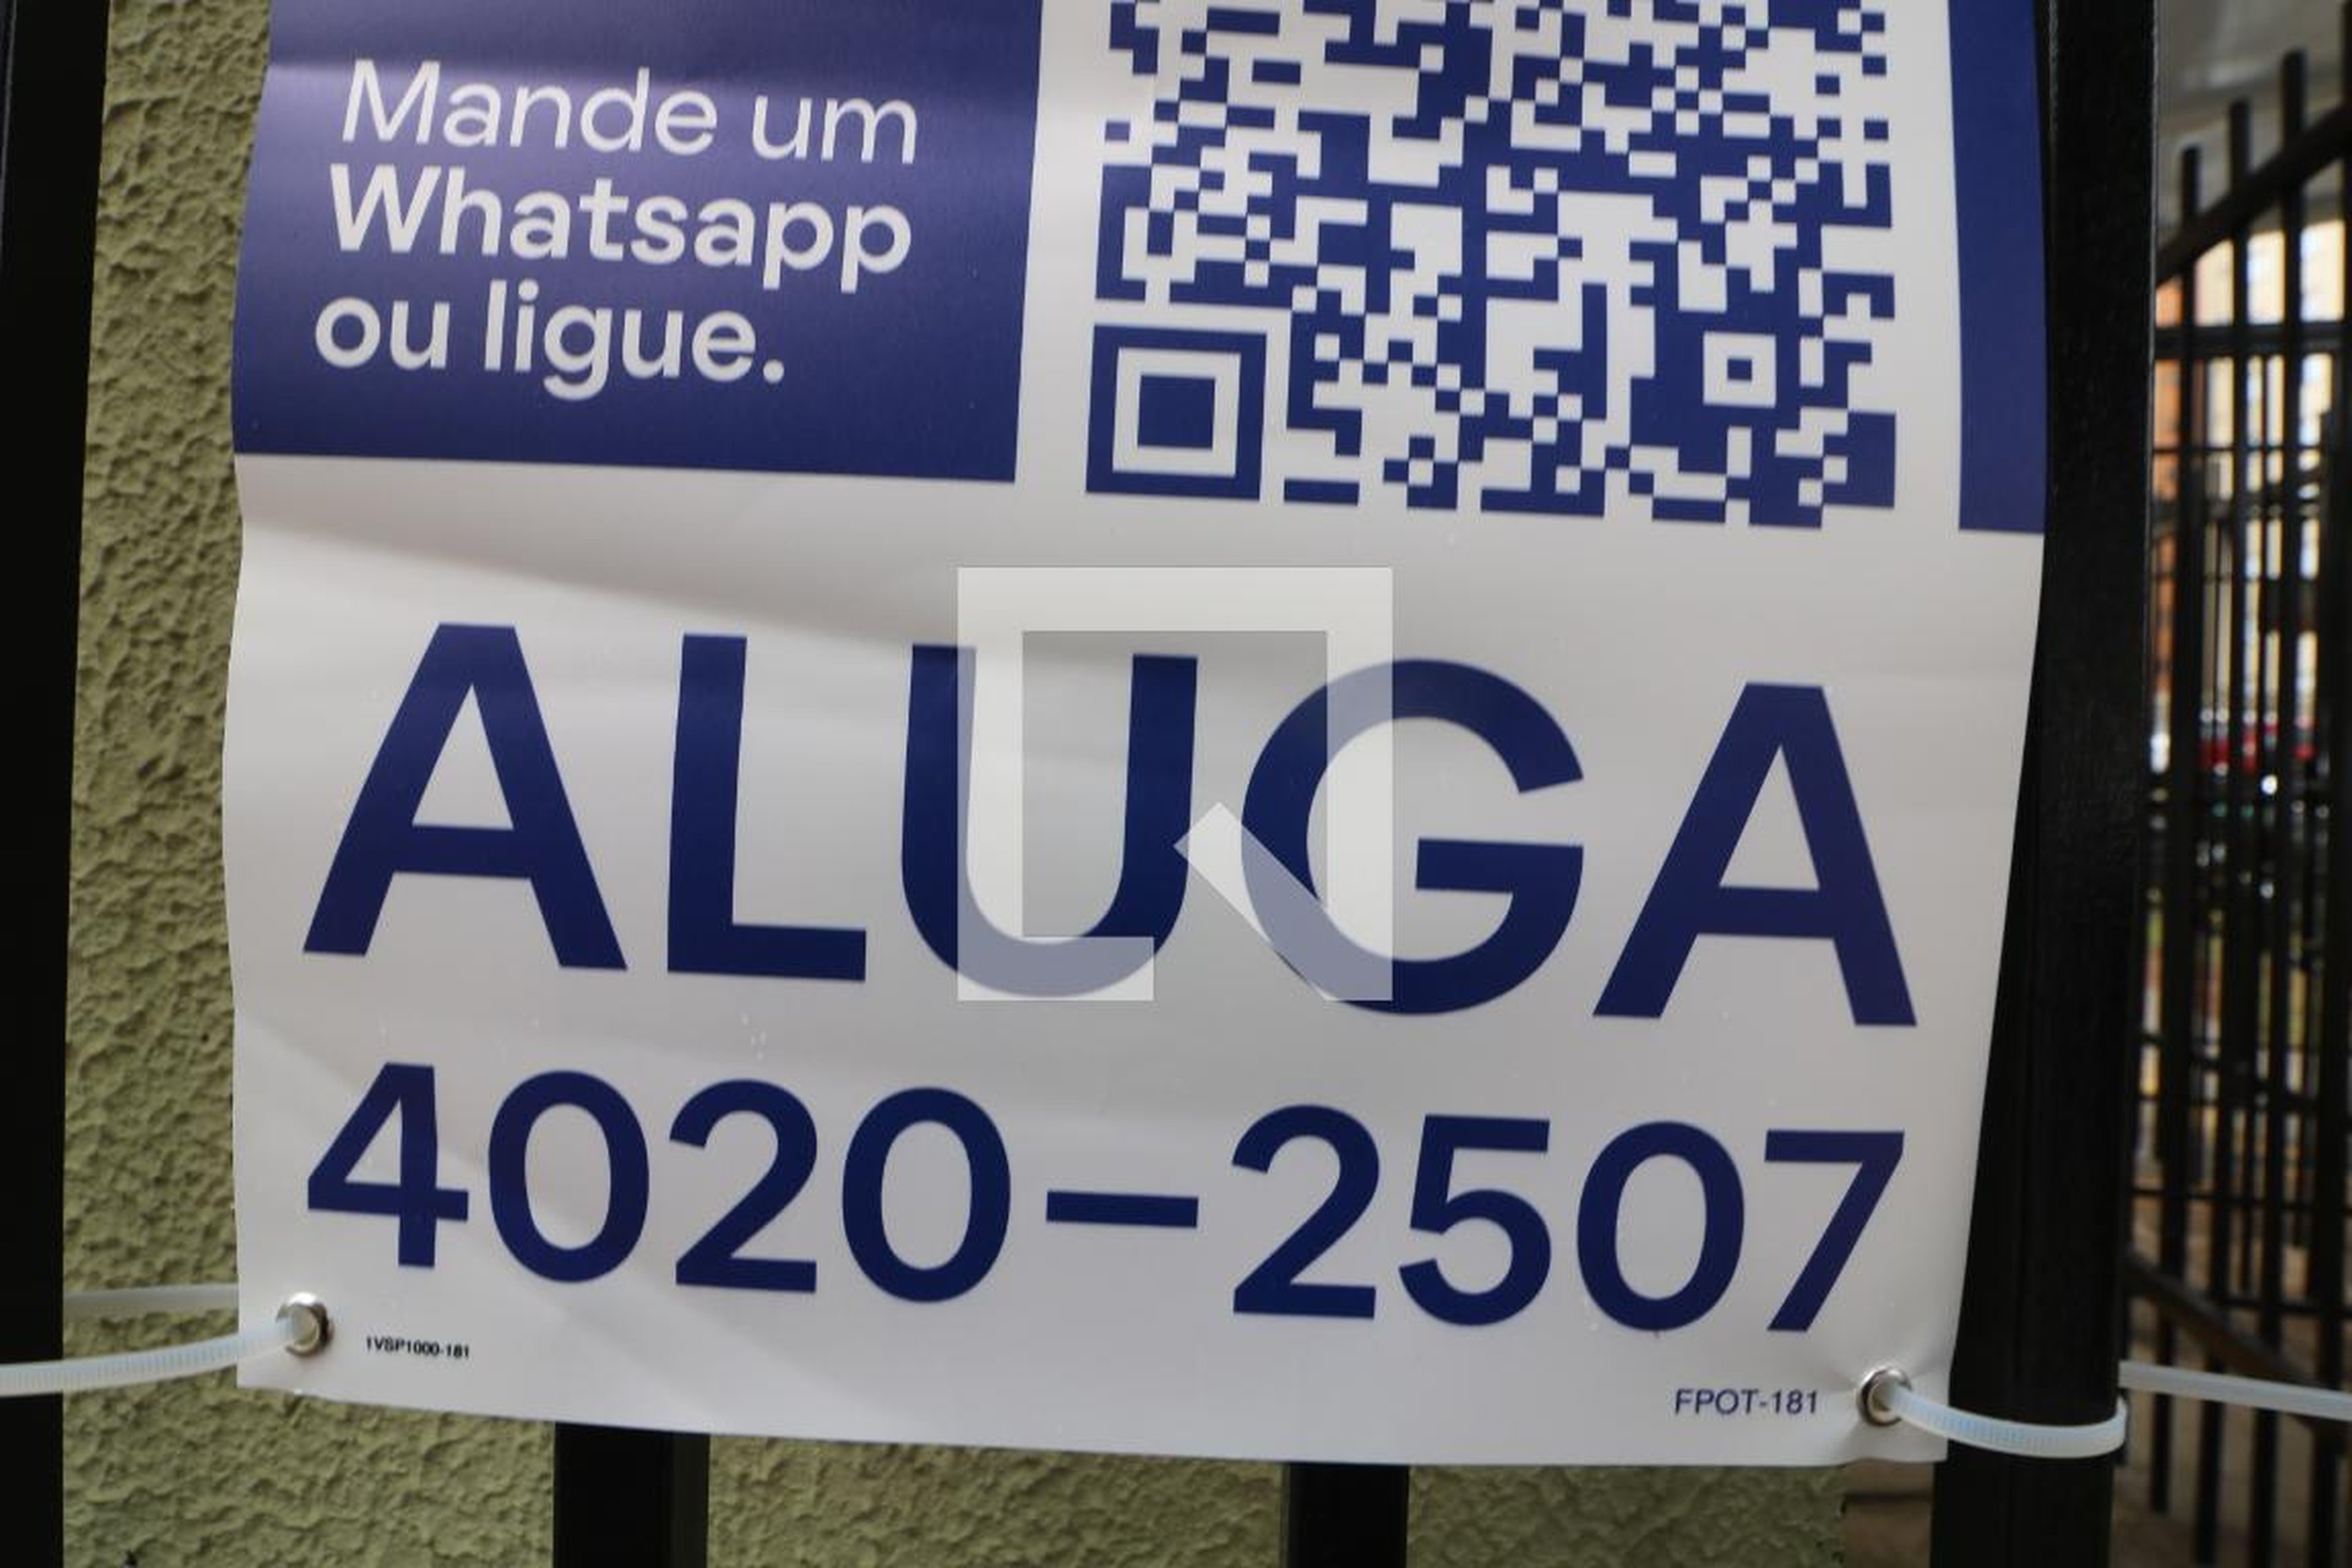 Mande um
Whatsapp
ou ligue.
ALUGA
4020-2507
1VSP1000-181
FPOT-181